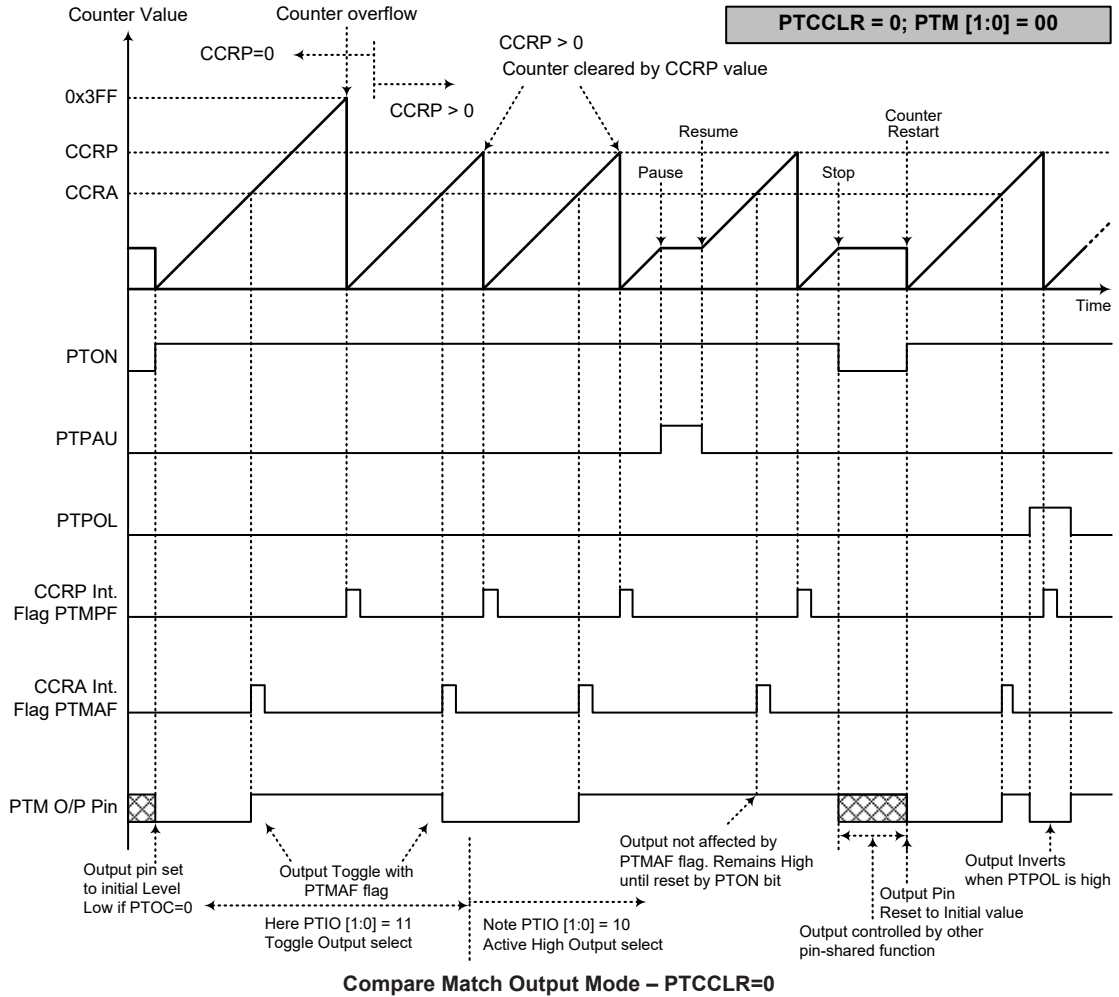 Counter Value
Counter overflow
PTCCLR = 0; PTM [1:0] = 00
CCRP=0
CCRP > 0
CCRP > 0
Counter cleared by CCRP value
0x3FF
CCRP
CCRA
Pause
Resume
Stop
Counter
Restart
Time
PTON
PTPAU
PTPOL
CCRP Int.
Flag PTMPF
CCRA Int.
Flag PTMAF
PTM O/P Pin
Output pin set
to initial Level
Low if PTOC=0
Output Toggle with
PTMAF flag
Here PTIO [1:0] = 11
Toggle Output select
Note PTIO [1:0] = 10
Active High Output select
Output not affected by
PTMAF flag. Remains High
until reset by PTON bit
Output Pin
Reset to Initial value
Output controlled by other
pin-shared function
Output Inverts
when PTPOL is high
Compare Match Output Mode – PTCCLR=0